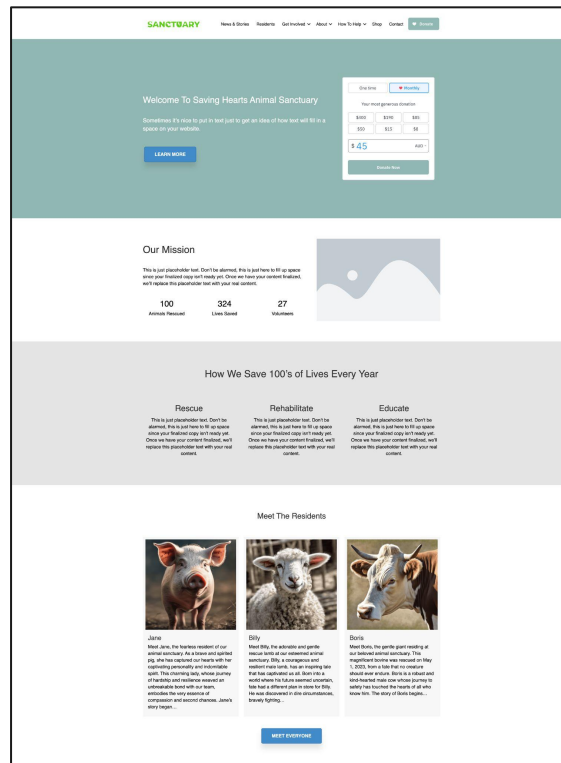 SANCTUARY
News & Stories Residents Get Involved About How To Help Shop Contact Donate
Welcome To Saving Hearts Animal Sanctuary
Sometimes it's nice to put in text just to get an idea of how text will fill in a
space on your website.
LEARN MORE
One time Monthly
Your most generous donation
$ 45
Donate Now
Our Mission
This is just placeholder text. Don't be alarmed, this is just here to fill up space
since your finalized copy isn't ready yet. Once we have your content finalized,
we'll replace this placeholder text with your real content.
100 324 27
Animals Rescued Lives Saved Volunteers
How We Save 100's of Lives Every Year
Rescue
This is just placeholder text. Don't be
alarmed, this is just here to fill up space
since your finalized copy isn't ready yet.
Once we have your content finalized, we'll
replace this placeholder text with your real
content.
Rehabilitate
This is just placeholder text. Don't be
alarmed, this is just here to fill up space
since your finalized copy isn't ready yet.
Once we have your content finalized, we'll
replace this placeholder text with your real
content.
Educate
This is just placeholder text. Don't be
alarmed, this is just here to fill up space
since your finalized copy isn't ready yet.
Once we have your content finalized, we'll
replace this placeholder text with your real
content.
Meet The Residents
Jane
Meet Jane, the fearless resident of our
animal sanctuary. As a brave and spirited
pig, she has captured our hearts with her
captivating personality and indomitable
spirit. This charming lady, whose journey
of hardship and resilience weaved an
unbreakable bond with our team,
embodies the very essence of
compassion and second chances. Jane's
story began…
Billy
Meet Billy, the adorable and gentle
rescue lamb at our esteemed animal
sanctuary. Billy, a courageous and
resilient male lamb, has an inspiring tale
that has captivated us all. Born into a
world where his future seemed uncertain,
fate had a different plan in store for Billy.
He was discovered in dire circumstances,
bravely fighting…
Boris
Meet Boris, the gentle giant residing at
our beloved animal sanctuary. This
magnificent bovine was rescued on May
1, 2023, from a fate that no creature
should ever endure. Boris is a robust and
kind-hearted male cow whose journey to
safety has touched the hearts of all who
know him. The story of Boris begins…
MEET EVERYONE